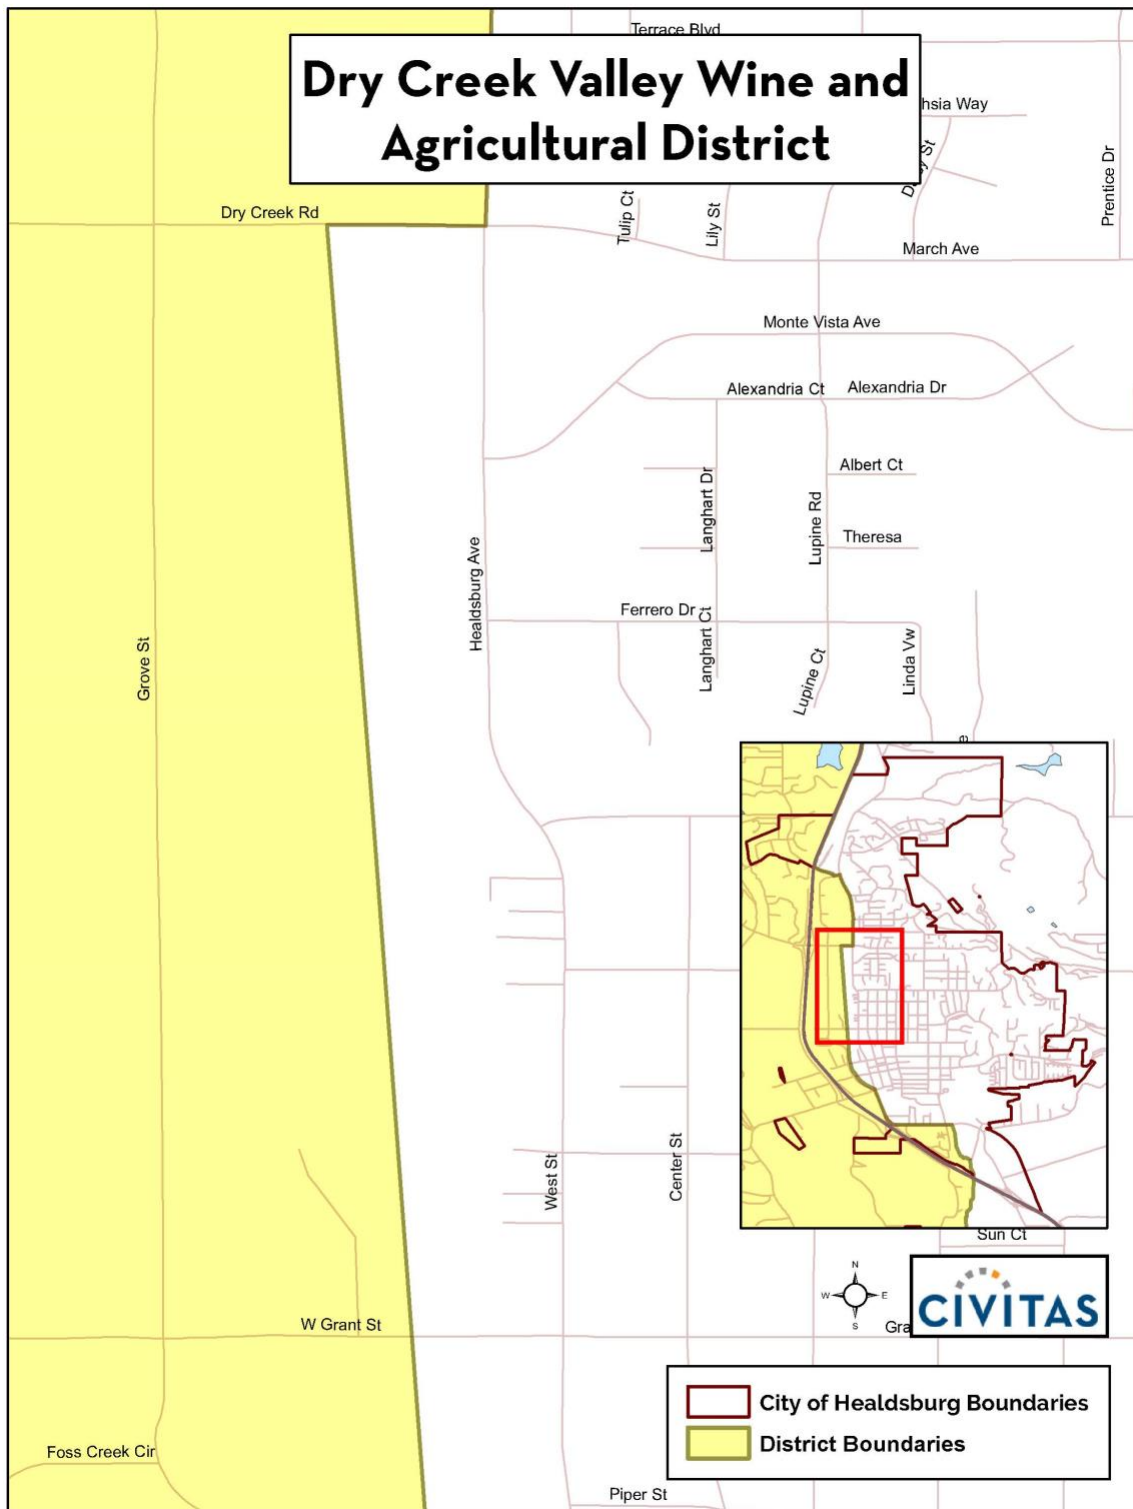 Terrace Blvd
Dry Creek Valley Wine and
Agricultural District
Prentice Dr
Dry Creek Rd
Tulip Ct
Lily St
March Ave
Monte Vista Ave
Alexandria Ct
Alexandria Dr
Albert Ct
Langhart Dr
Lupine Rd
Theresa
Healdsburg Ave
Ferrero Dr
Grove St
Langhart Ct
Lupine Ct
Linda Vw
West St
Center St
Sun Ct
N
W
E
S
CIVITAS
W Grant St
City of Healdsburg Boundaries
District Boundaries
Foss Creek Cir
Piper St